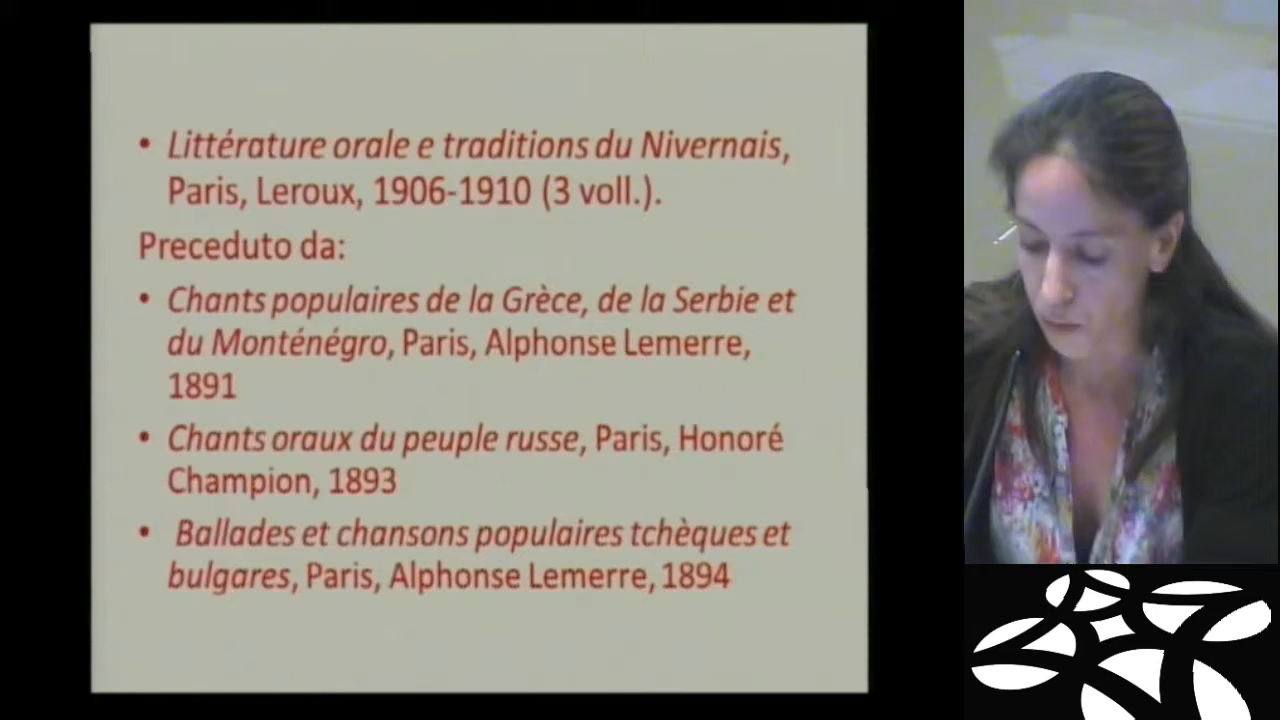 • Littérature orale e traditions du Nivernais,
Paris, Leroux, 1906-1910 (3 voll.).
Preceduto da:
• Chants populaires de la Grèce, de la Serbie et
du Monténégro, Paris, Alphonse Lemerre,
1891
• Chants oraux du peuple russe, Paris, Honoré
Champion, 1893
• Ballades et chansons populaires tchèques et
bulgares, Paris, Alphonse Lemerre, 1894